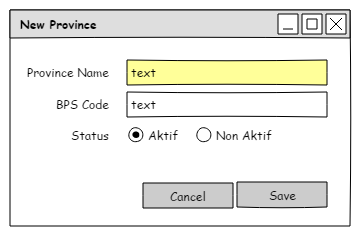 New Province
Province Name text
BPS Code text
Status Aktif Non Aktif
Cancel Save